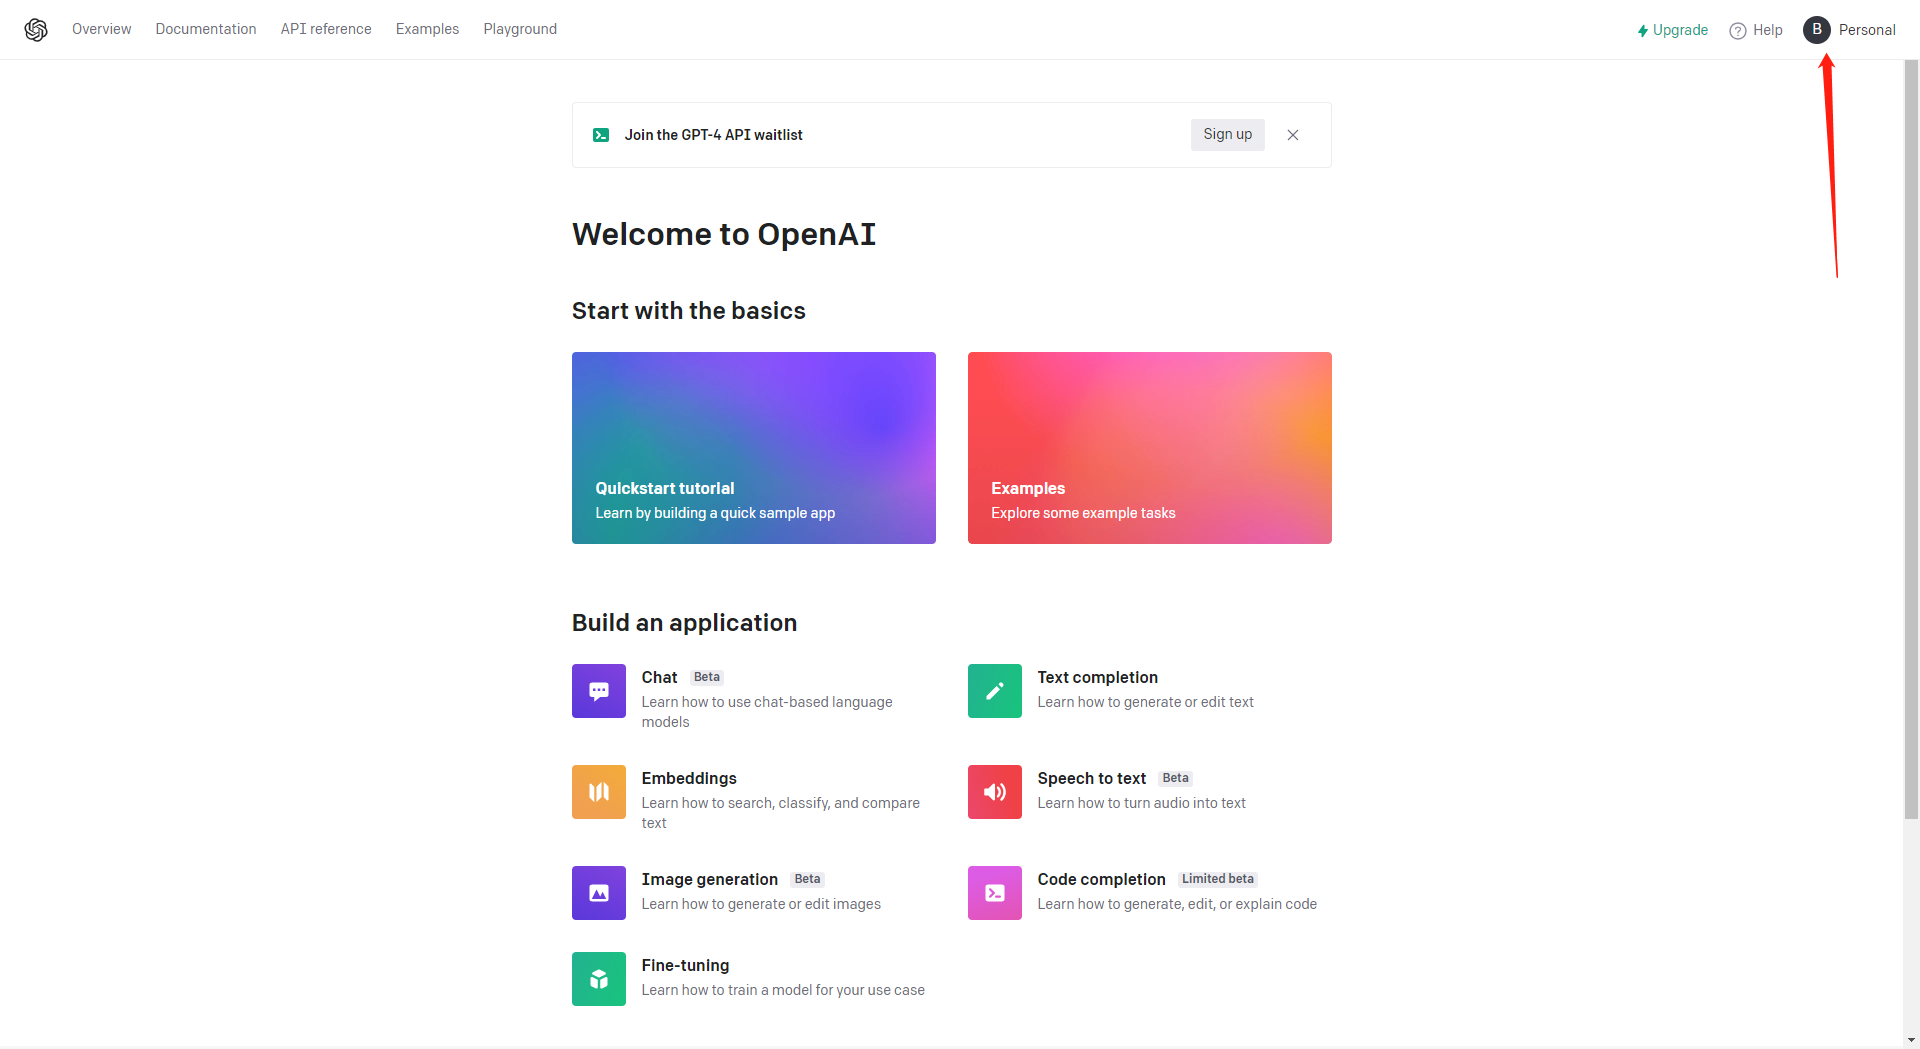 Overview Documentation API reference Examples Playground Upgrade ? Help B Personal
Join the GPT-4 API waitlist Sign up
Welcome to OpenAI
Start with the basics
Quickstart tutorial
Learn by building a quick sample app
Examples
Explore some example tasks
Build an application
Chat Beta
Learn how to use chat-based language
models
Text completion
Learn how to generate or edit text
Embeddings
Learn how to search, classify, and compare
text
Speech to text Beta
Learn how to turn audio into text
Image generation Beta
Learn how to generate or edit images
Code completion Limited beta
Learn how to generate, edit, or explain code
Fine-tuning
Learn how to train a model for your use case